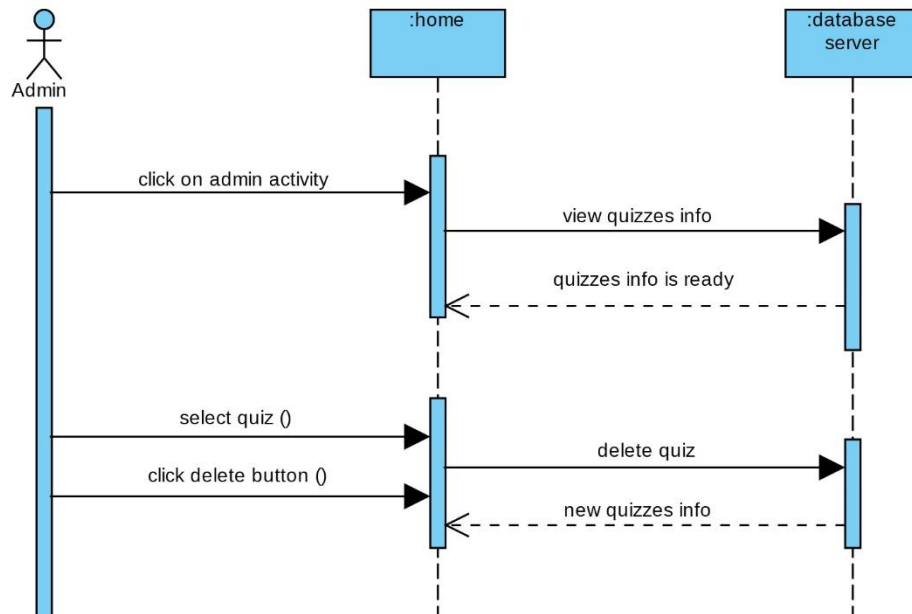 :home
:database
server
Admin
click on admin activity
view quizzes info
quizzes info is ready
select quiz ()
delete quiz
click delete button ()
new quizzes info